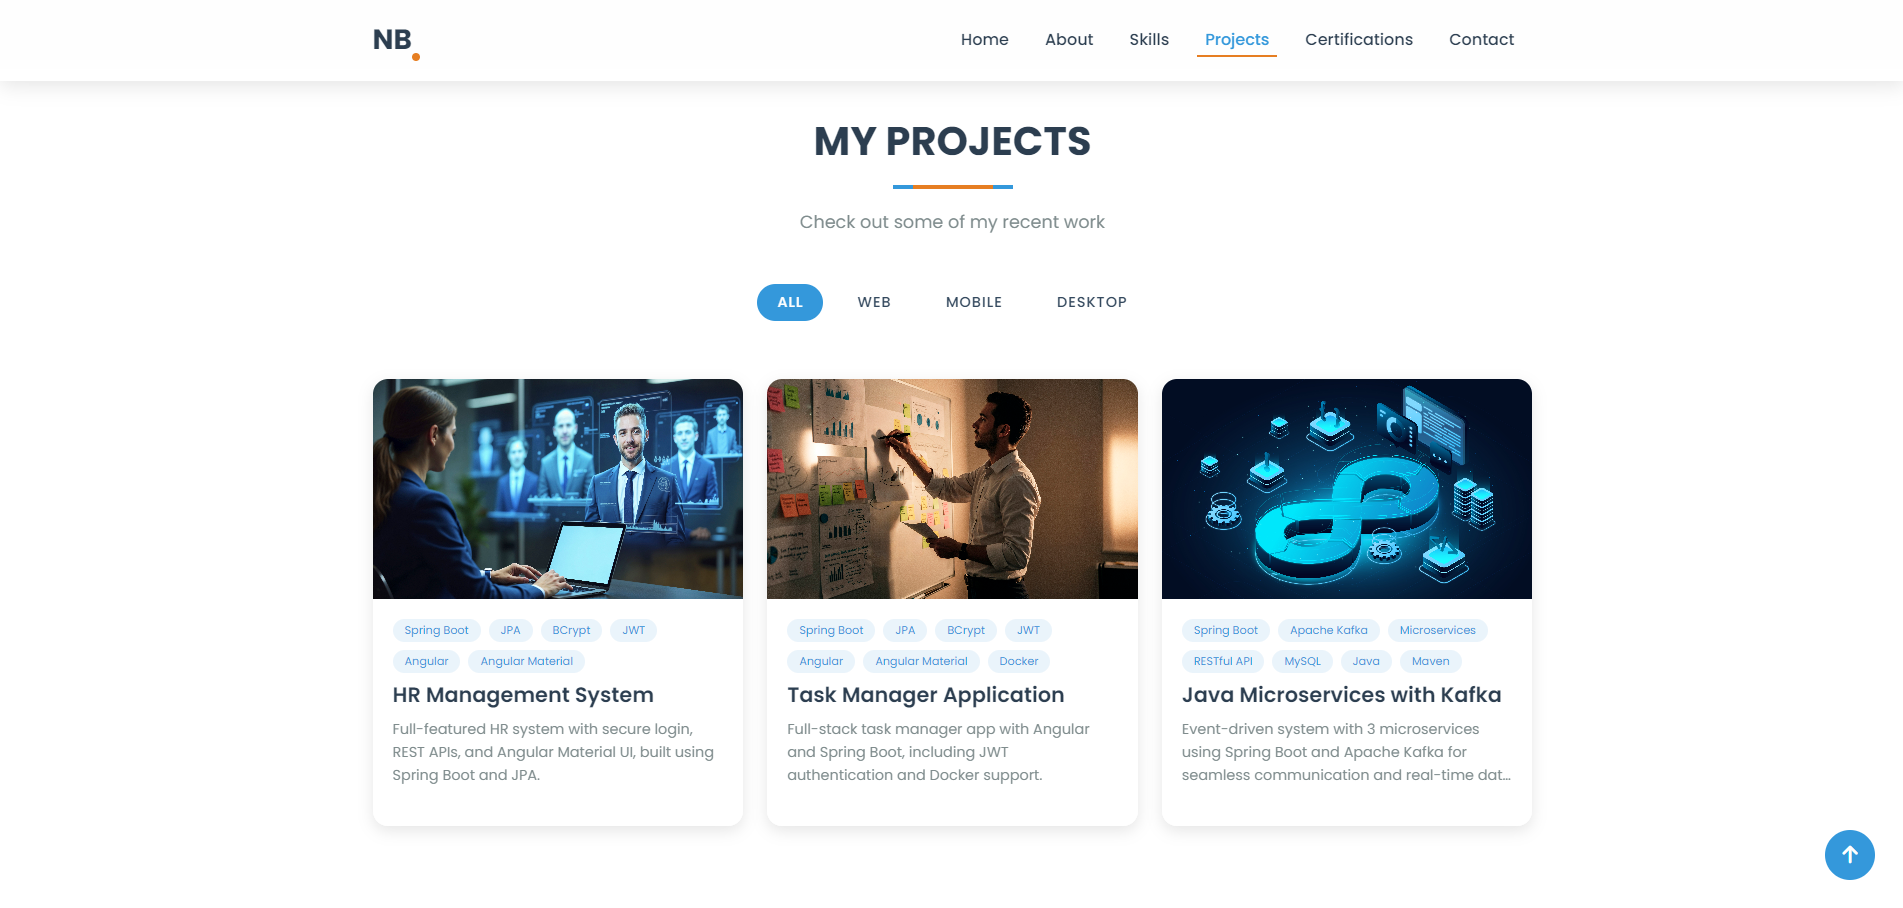 NB.
Home About Skills Projects Certifications Contact
MY PROJECTS
Check out some of my recent work
ALL WEB MOBILE DESKTOP
Spring Boot JPA BCrypt JWT
Angular Angular Material
HR Management System
Full-featured HR system with secure login,
REST APIs, and Angular Material UI, built using
Spring Boot and JPA.
Spring Boot JPA BCrypt JWT
Angular Angular Material Docker
Task Manager Application
Full-stack task manager app with Angular
and Spring Boot, including JWT
authentication and Docker support.
Spring Boot Apache Kafka Microservices
RESTful API MySQL Java Maven
Java Microservices with Kafka
Event-driven system with 3 microservices
using Spring Boot and Apache Kafka for
seamless communication and real-time dat...